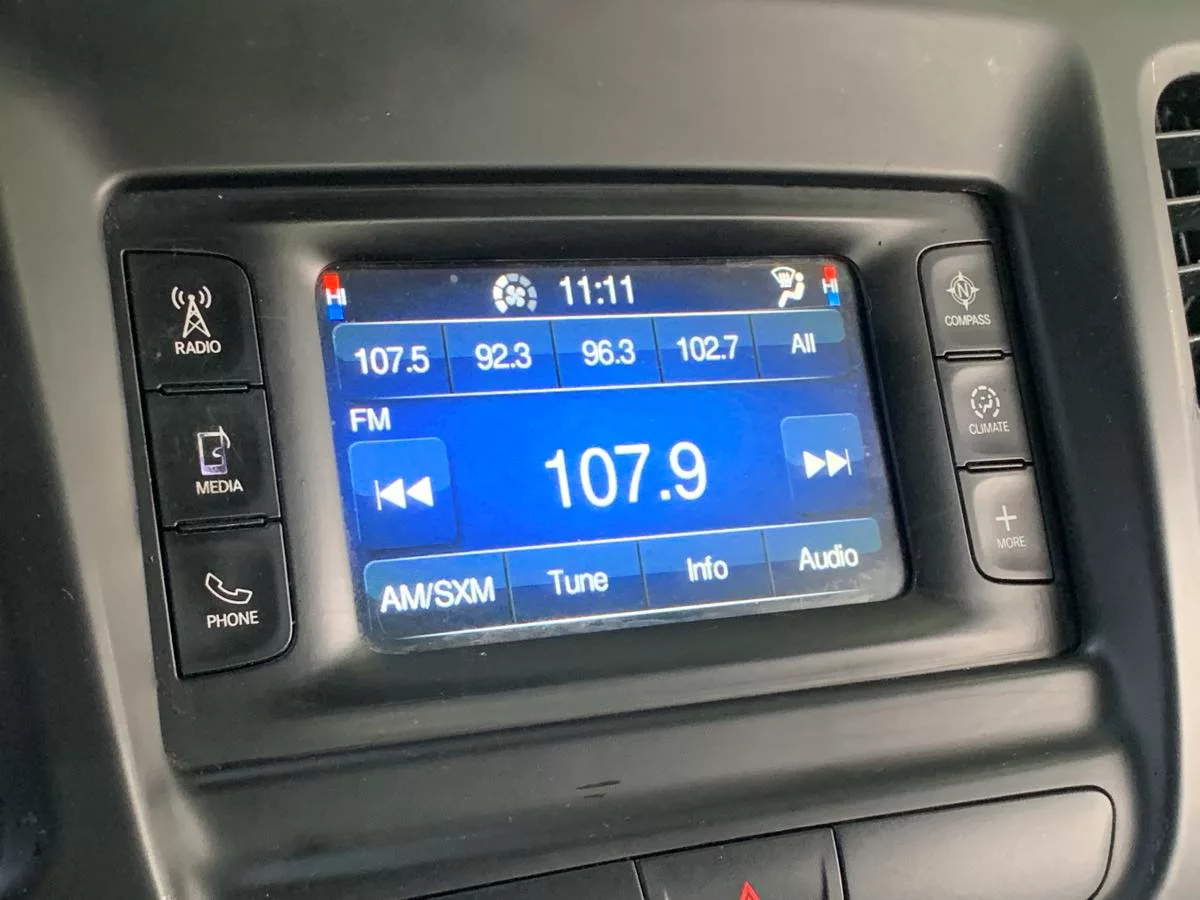 HI 11:11 HI
107.5 92.3 96.3 102.7 All
FM
107.9
AM/SXM Tune Info Audio
RADIO
MEDIA
PHONE
N
COMPASS
CLIMATE
MORE